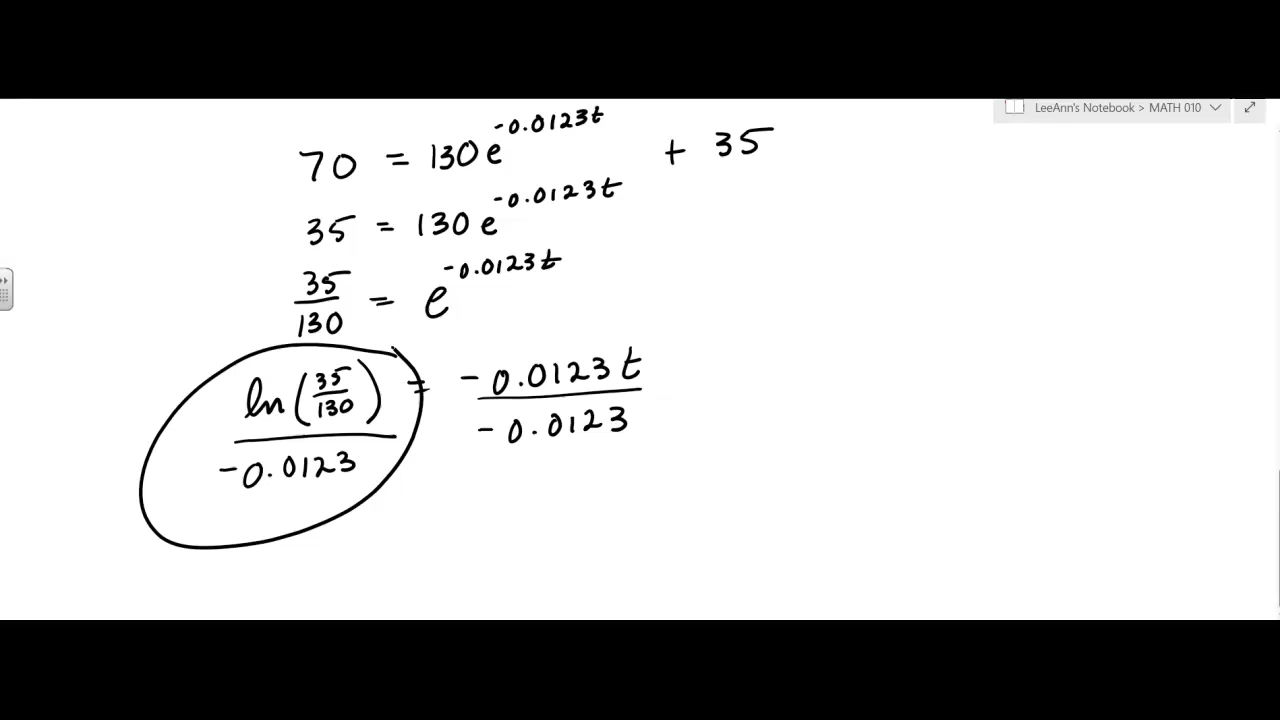 LeeAnn's Notebook > MATH 010
70 = 130e^-0.0123t + 35
35 = 130e^-0.0123t
35/130 = e^-0.0123t
ln(35/130)/-0.0123 = -0.0123t/-0.0123